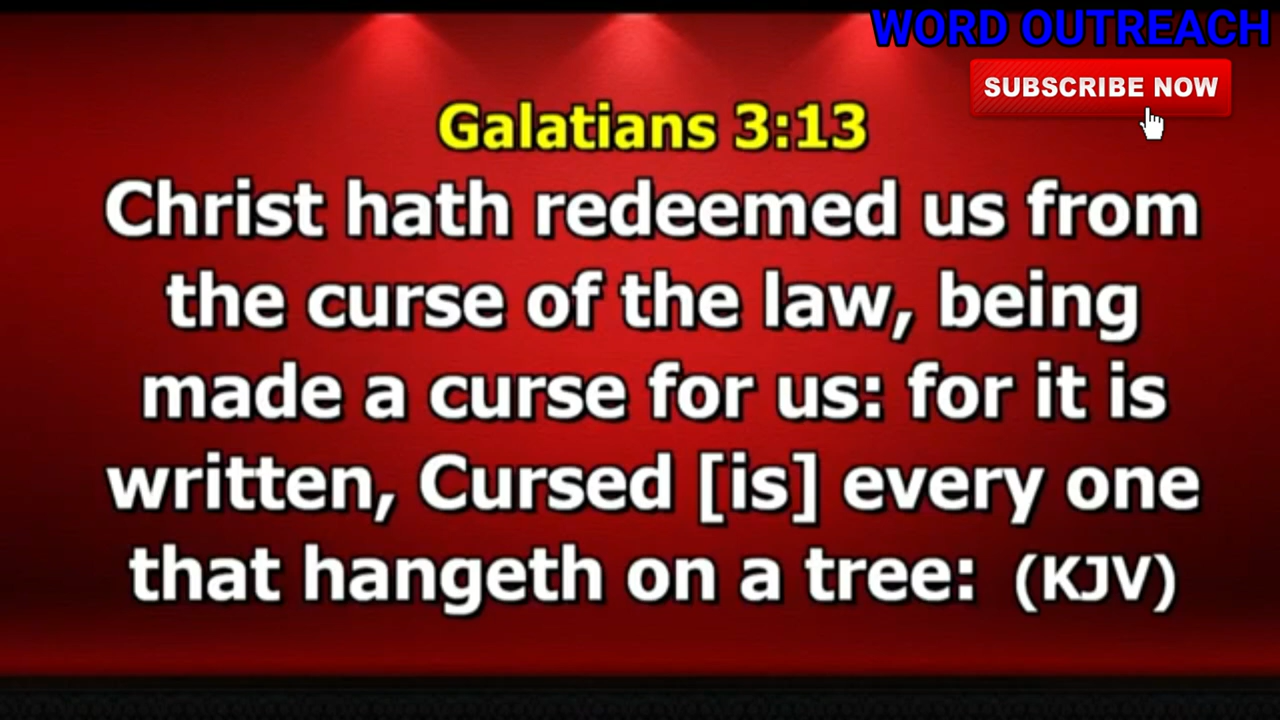 WORD OUTREACH
SUBSCRIBE NOW
Galatians 3:13
Christ hath redeemed us from
the curse of the law, being
made a curse for us: for it is
written, Cursed [is] every one
that hangeth on a tree: (KJV)